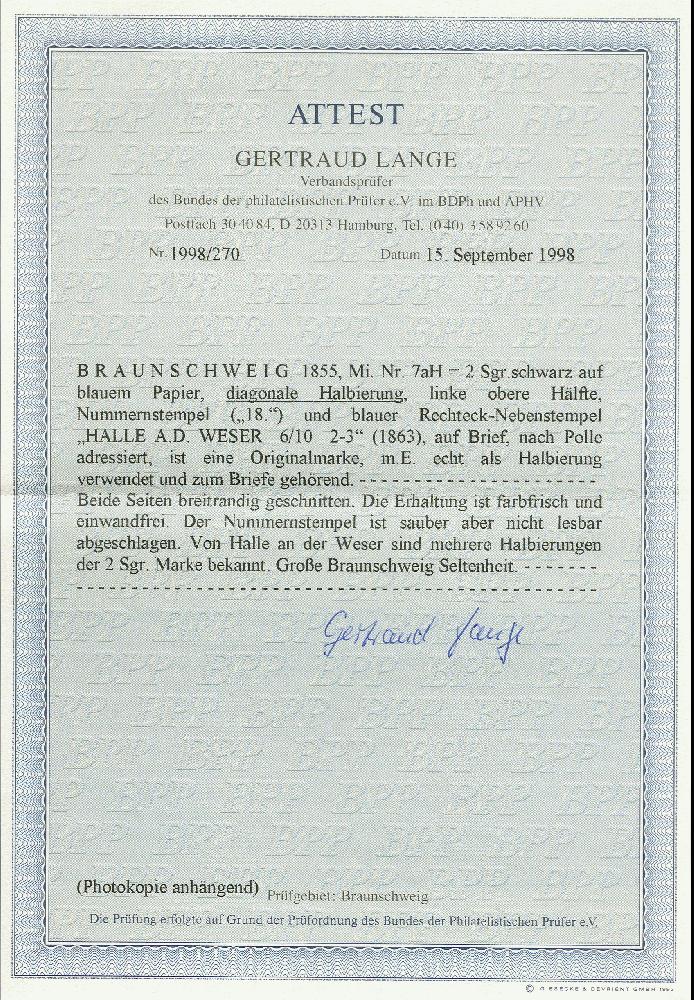 ATTEST
GERTRAUD LANGE
Verbandsprüfer
des Bundes der philatelistischen Prüfer e.V. im BDPh und APHV
Postfach 30 40 84, D 20313 Hamburg, Tel. (0 40) 3 58 92 60
Nr. 1998/270 Datum 15. September 1998
BRAUNSCHWEIG 1855, Mi. Nr. 7aH – 2 Sgr.schwarz auf
blauem Papier, diagonale Halbierung, linke obere Hälfte,
Nummernstempel („18.“) und blauer Rechteck-Nebenstempel
„HALLE A.D. WESER 6/10 2-3“ (1863), auf Brief, nach Polle
adressiert, ist eine Originalmarke, m.E. echt als Halbierung
verwendet und zum Briefe gehörend. - - - - - - - - - - - - - - - - - - - - - - -
Beide Seiten breitrandig geschnitten. Die Erhaltung ist farbfrisch und
einwandfrei. Der Nummernstempel ist sauber aber nicht lesbar
abgeschlagen. Von Halle an der Weser sind mehrere Halbierungen
der 2 Sgr. Marke bekannt. Große Braunschweig Seltenheit. - - - - - - -
Gertraud Lange
(Photokopie anhängend) Prüfgebiet: Braunschweig
Die Prüfung erfolgte auf Grund der Prüfordnung des Bundes der Philatelistischen Prüfer e.V.
© GIESECKE & DEVRIENT GMBH